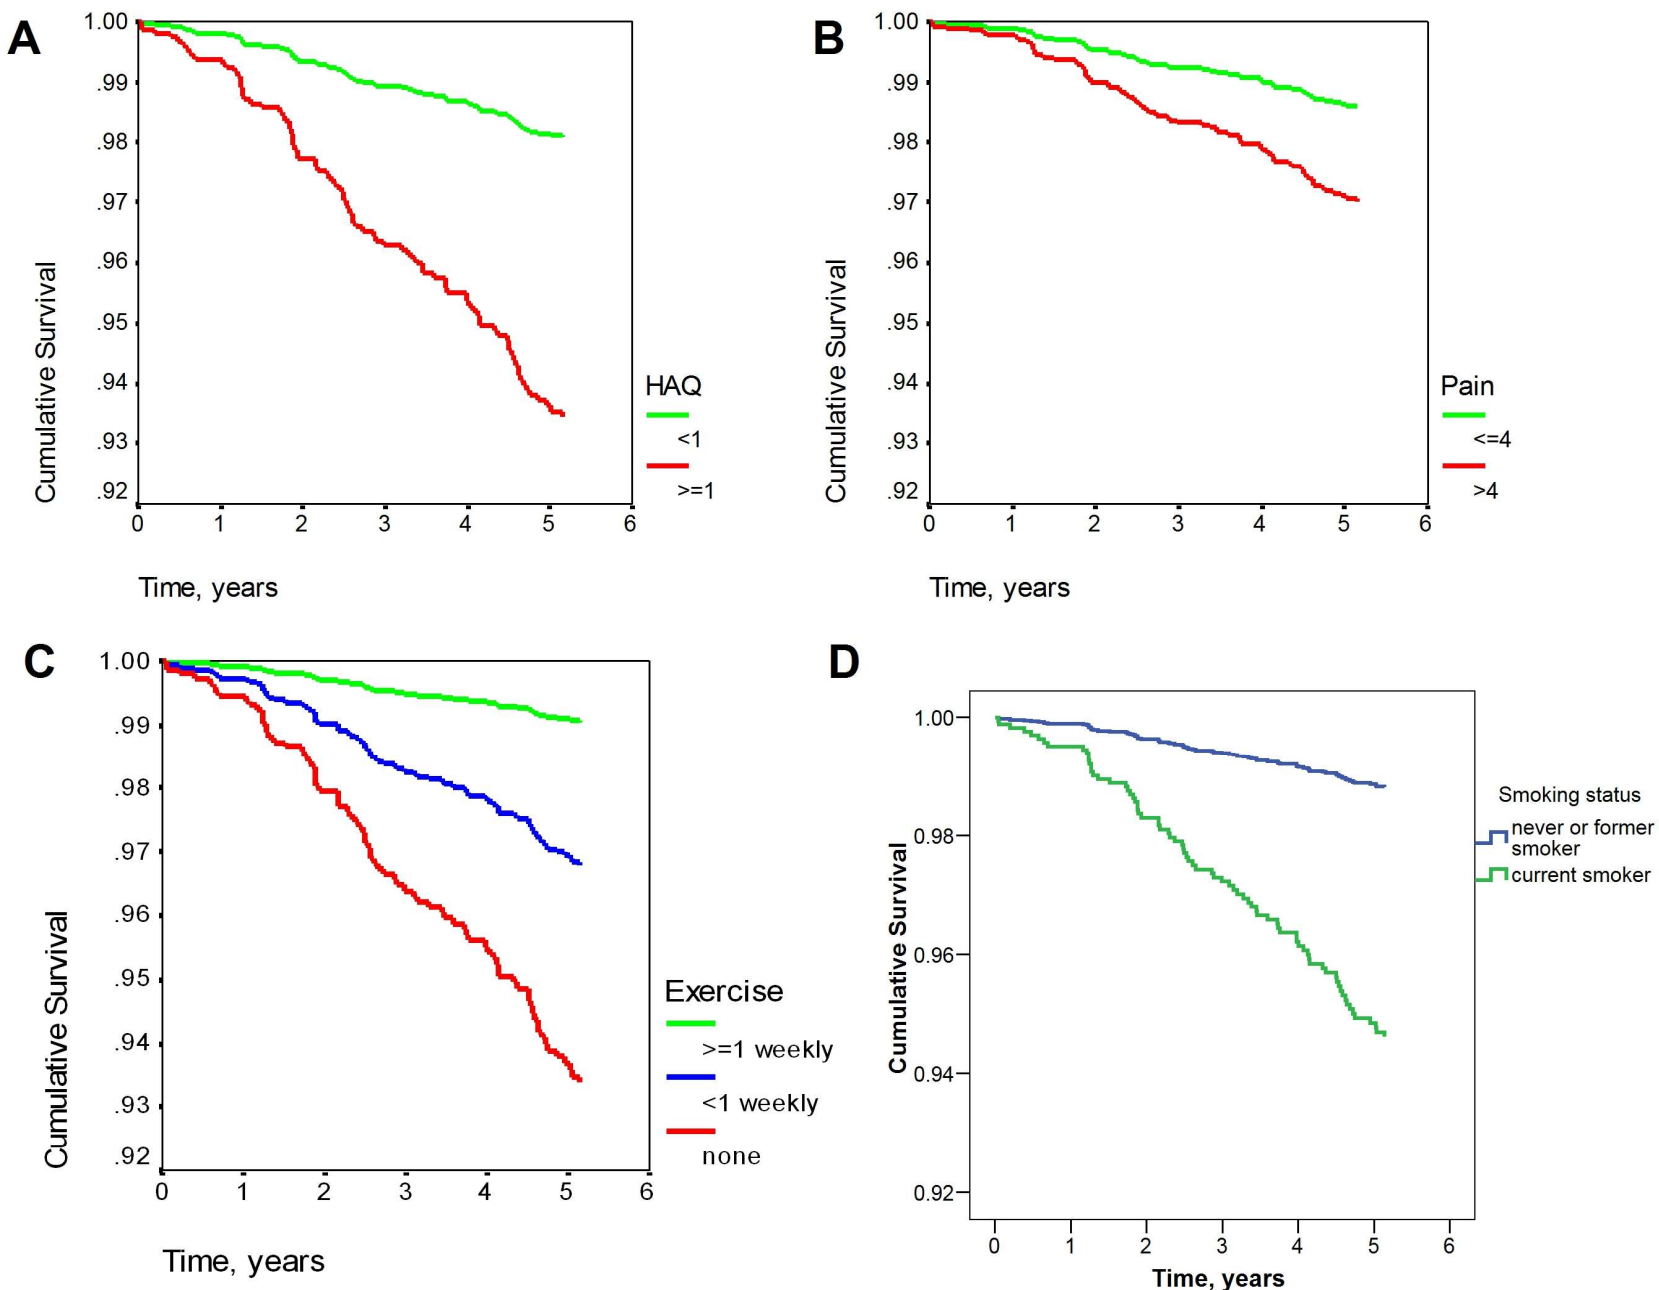 A
1.00
.99
.98
.97
.96
.95
.94
.93
.92
Cumulative Survival
0 1 2 3 4 5 6
Time, years
HAQ
<1
>=1
B
1.00
.99
.98
.97
.96
.95
.94
.93
.92
Cumulative Survival
0 1 2 3 4 5 6
Time, years
Pain
<=4
>4
C
1.00
.99
.98
.97
.96
.95
.94
.93
.92
Cumulative Survival
0 1 2 3 4 5 6
Time, years
Exercise
>=1 weekly
<1 weekly
none
D
1.00
0.98
0.96
0.94
0.92
Cumulative Survival
0 1 2 3 4 5 6
Time, years
Smoking status
never or former
smoker
current smoker